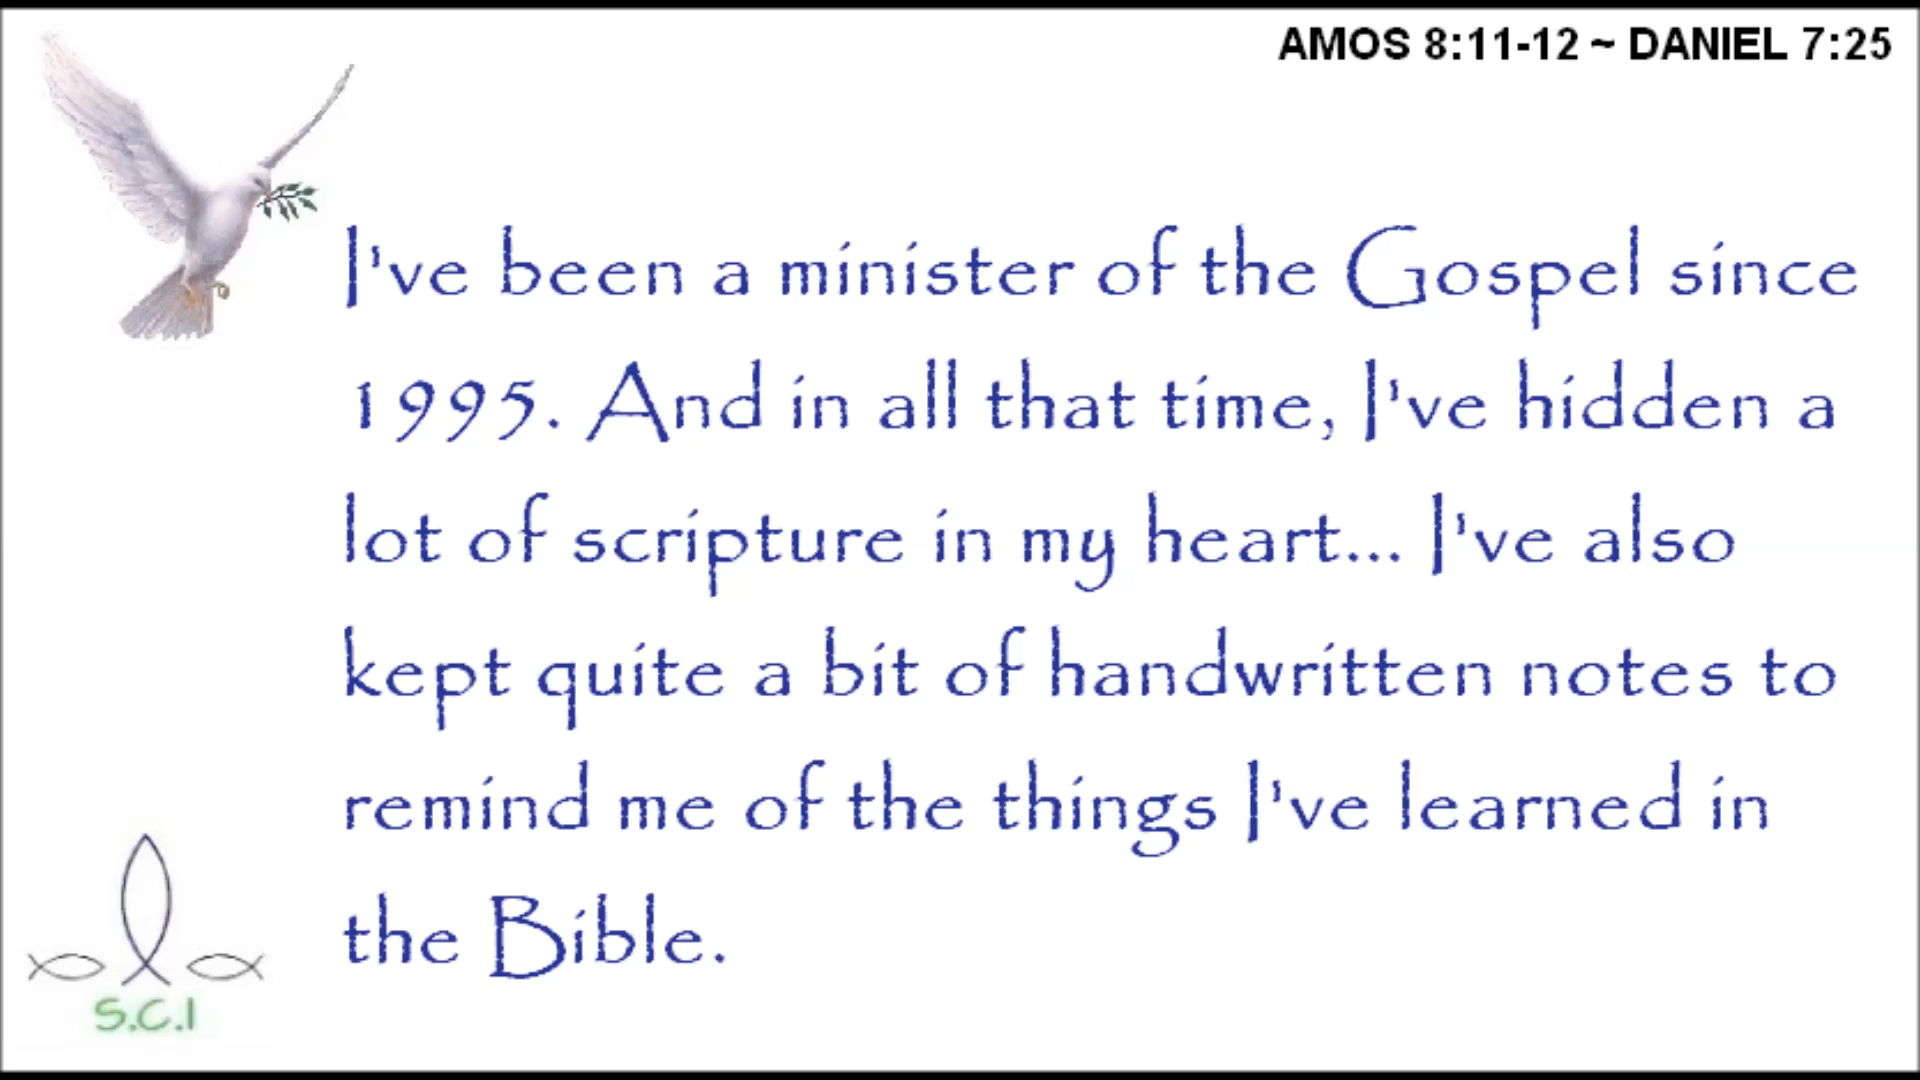 AMOS 8:11-12 ~ DANIEL 7:25
I've been a minister of the Gospel since
1995. And in all that time, I've hidden a
lot of scripture in my heart... I've also
kept quite a bit of handwritten notes to
remind me of the things I've learned in
the Bible.
S.C.I